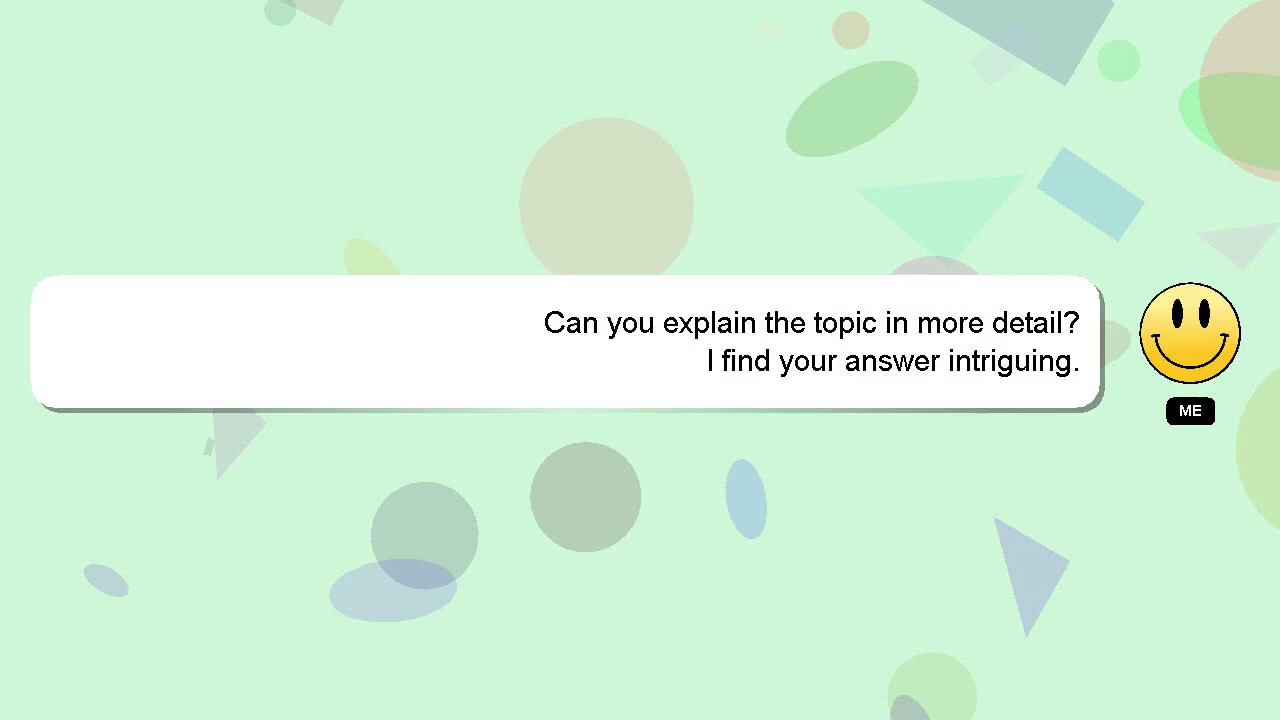 Can you explain the topic in more detail?
I find your answer intriguing.
ME